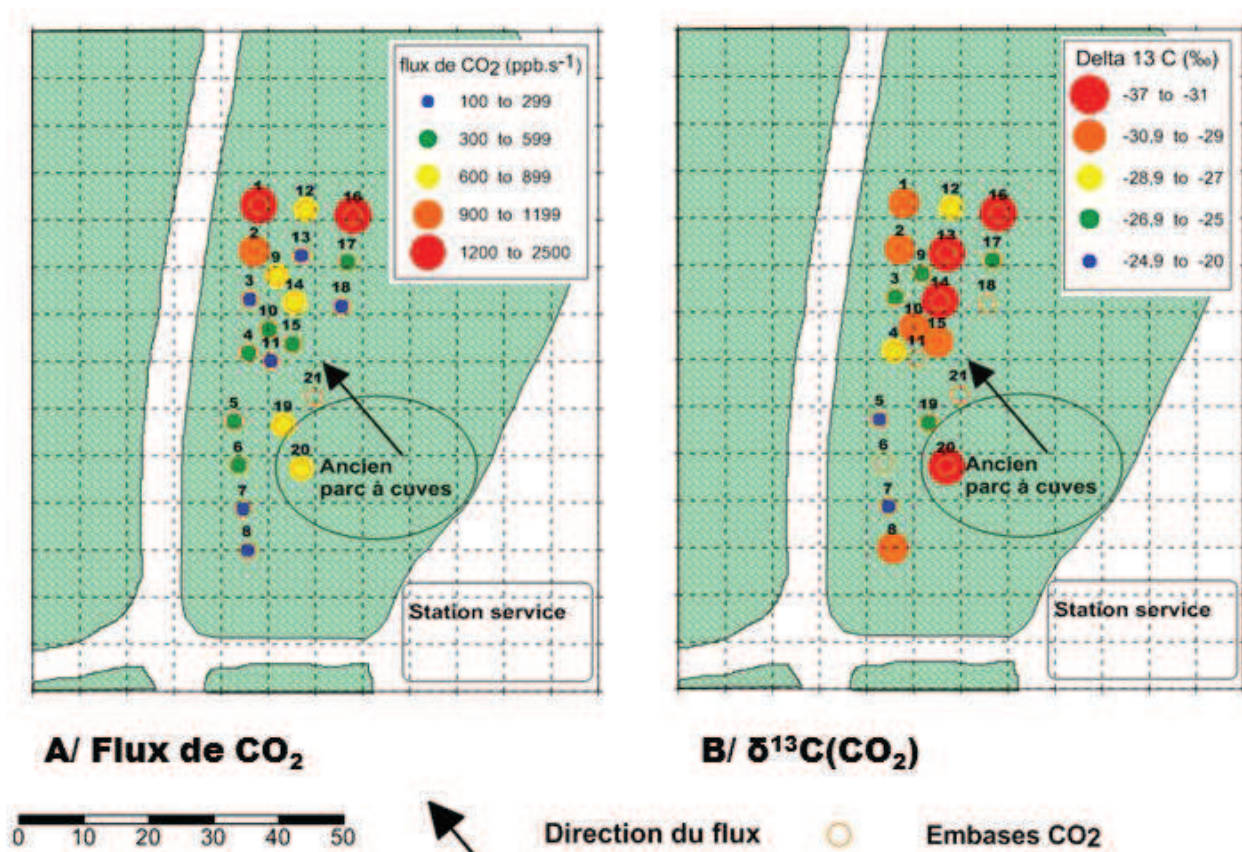 flux de CO₂ (ppb.s⁻¹)
100 to 299
300 to 599
600 to 899
900 to 1199
1200 to 2500
1
12
16
2
13
17
9
3
14
18
10
15
4
11
21
5
19
6
20
Ancien
parc à cuves
7
8
Station service
Delta 13 C (‰)
-37 to -31
-30,9 to -29
-28,9 to -27
-26,9 to -25
-24,9 to -20
1
12
16
2
13
17
9
3
14
18
10
15
4
11
21
5
19
6
20
Ancien
parc à cuves
7
8
Station service
A/ Flux de CO₂
B/ δ¹³C(CO₂)
0 10 20 30 40 50
Direction du flux
Embases CO₂